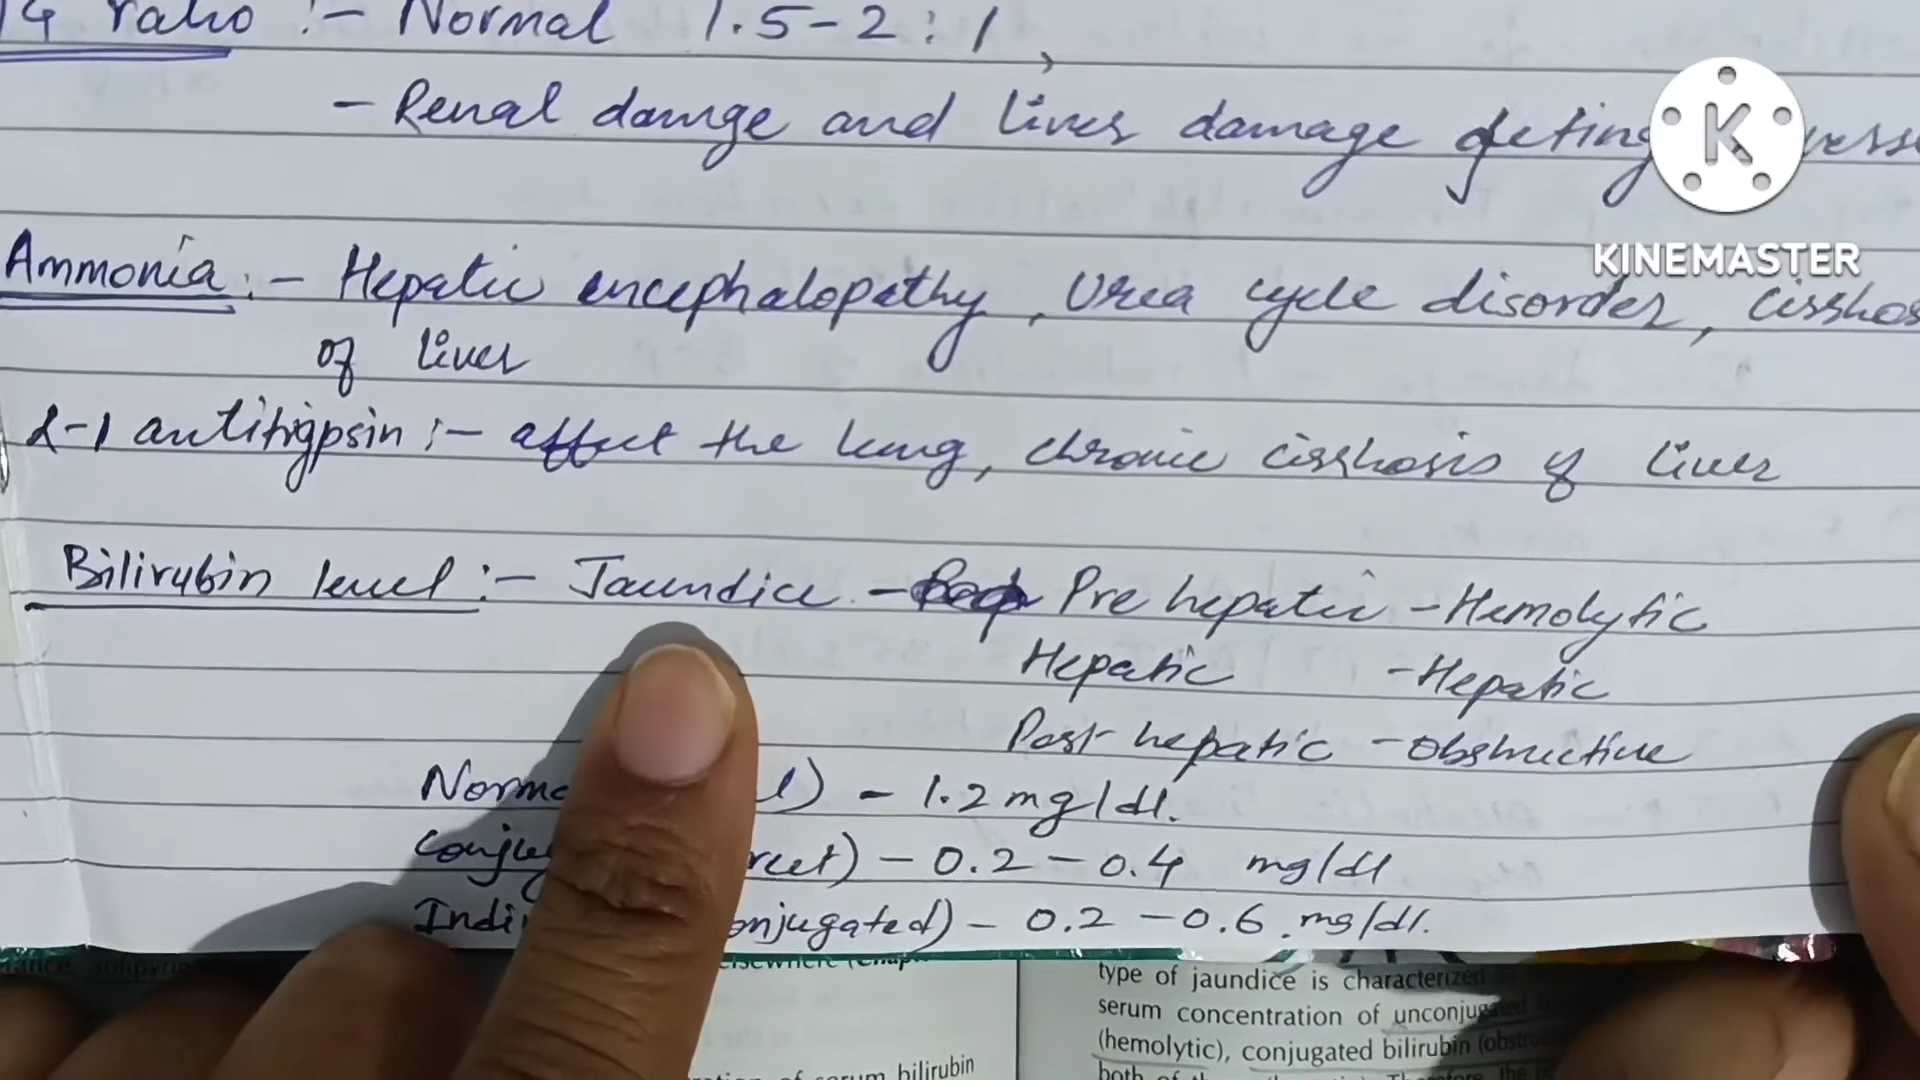 ratio :- Normal 1.5-2:1
- Renal damge and liver damage
K
KINEMASTER
Ammonia :- Hepatic encephalopathy, Urea cycle disorder,
of liver
α-1 antitrypsin :- affect the lung, chronic cirrhosis of liver
Bilirubin level :- Jaundice - Pre hepatic - Hemolytic
Hepatic - Hepatic
Post hepatic - Obstructive
- 1.2 mg/dl.
- 0.2 - 0.4 mg/dl
- 0.2 - 0.6 mg/dl.
type of jaundice is characterized
serum concentration of
(hemolytic), conjugated bilirubin
serum bilirubin